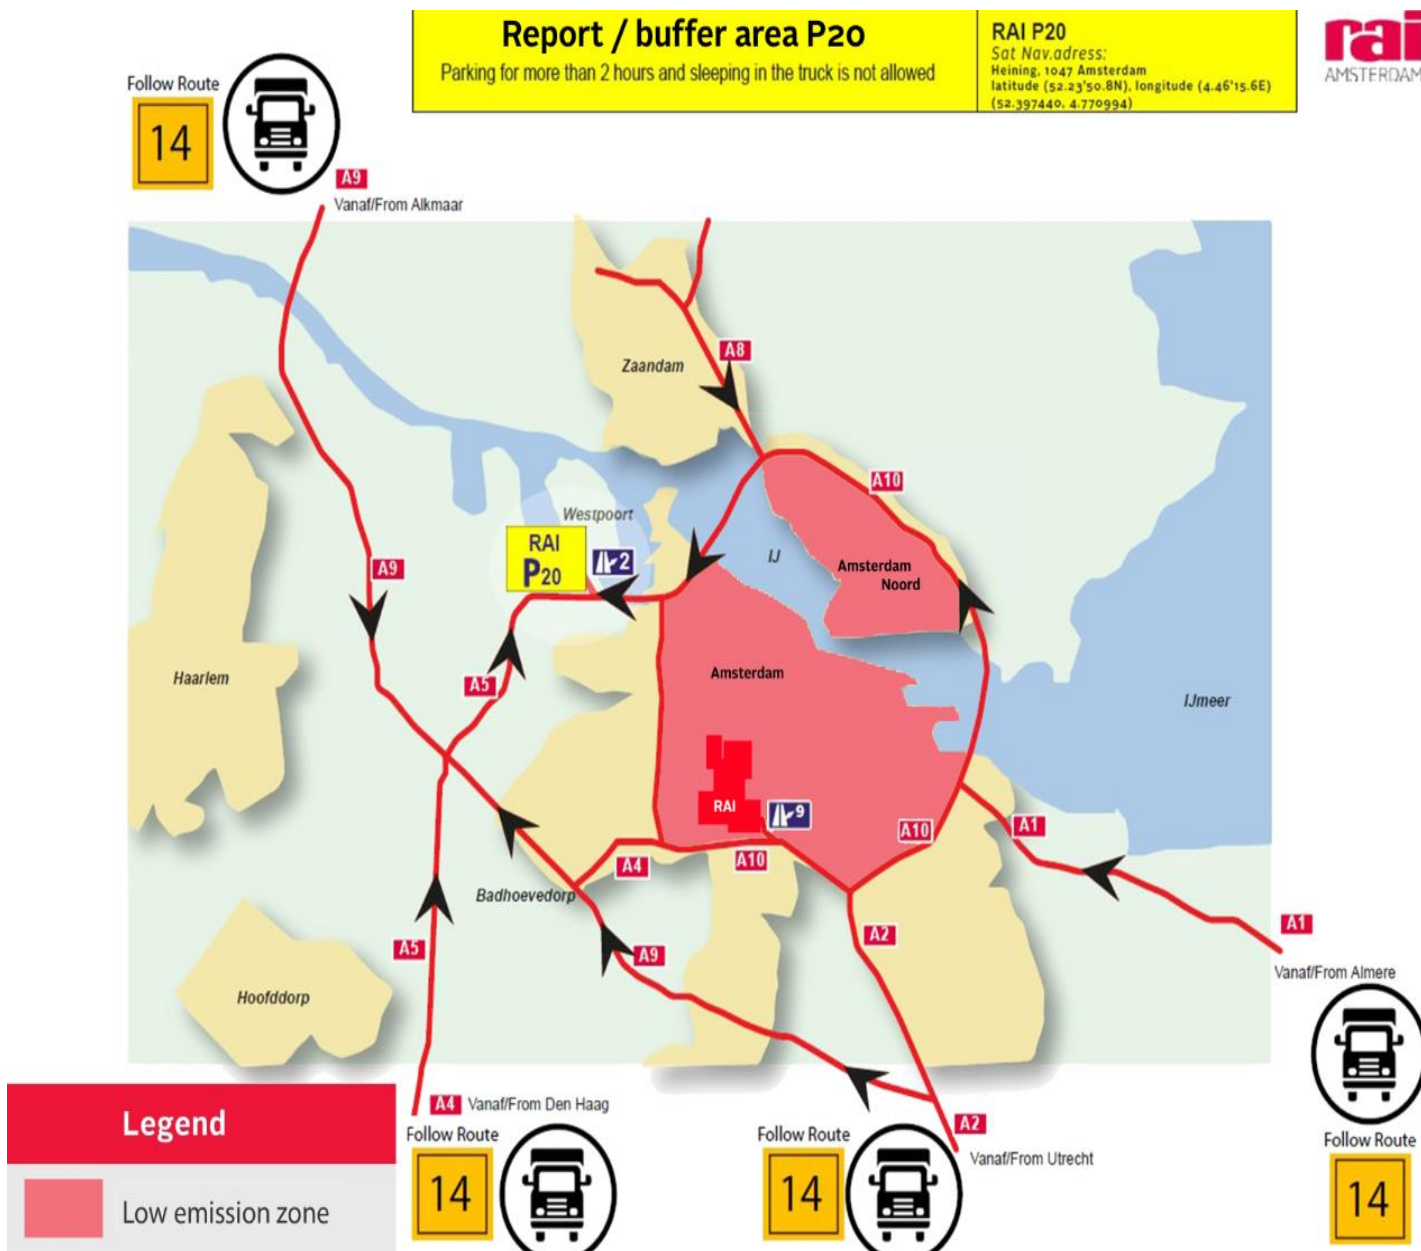 Report / buffer area P20
Parking for more than 2 hours and sleeping in the truck is not allowed
RAI P20
Sat Nav.adress:
Heining, 1047 Amsterdam
latitude (52.23'50.8N), longitude (4.46'15.6E)
(52.397440, 4.770994)
rai
AMSTERDAM
Follow Route
14
A9
Vanaf/From Alkmaar
A8
Zaandam
A10
Westpoort
RAI
P20
2
IJ
Amsterdam
Noord
A9
Haarlem
A5
Amsterdam
IJmeer
RAI
9
A10
A1
A4
A10
Badhoevedorp
A1
A2
A5
A9
Vanaf/From Almere
Hoofddorp
Legend
A4 Vanaf/From Den Haag
A2
Follow Route
14
Follow Route
14
Vanaf/From Utrecht
Follow Route
14
Low emission zone